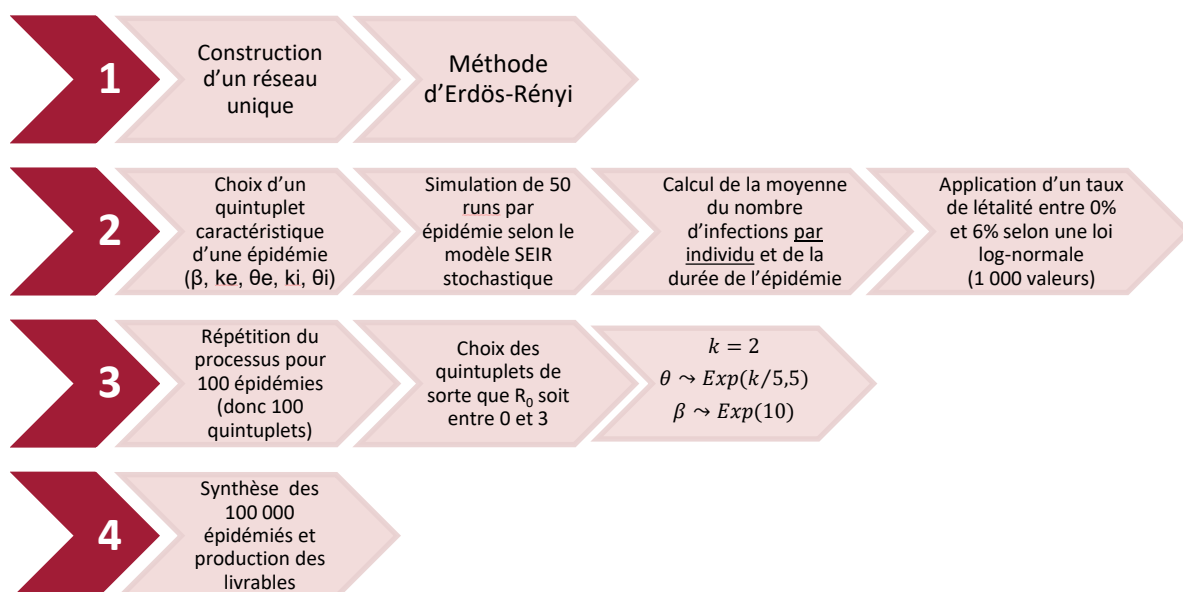 1
Construction
d’un réseau
unique
Méthode
d’Erdös-Rényi
2
Choix d’un
quintuplet
caractéristique
d’une épidémie
(β, ke, θe, ki, θi)
Simulation de 50
runs par
épidémie selon le
modèle SEIR
stochastique
Calcul de la moyenne
du nombre
d’infections par
individu et de la
durée de l’épidémie
Application d’un taux
de létalité entre 0%
et 6% selon une loi
log-normale
(1 000 valeurs)
3
Répétition du
processus pour
100 épidémies
(donc 100
quintuplets)
Choix des
quintuplets de
sorte que R₀ soit
entre 0 et 3
k = 2
θ ⤳ Exp(k/5,5)
β ⤳ Exp(10)
4
Synthèse des
100 000
épidémiés et
production des
livrables